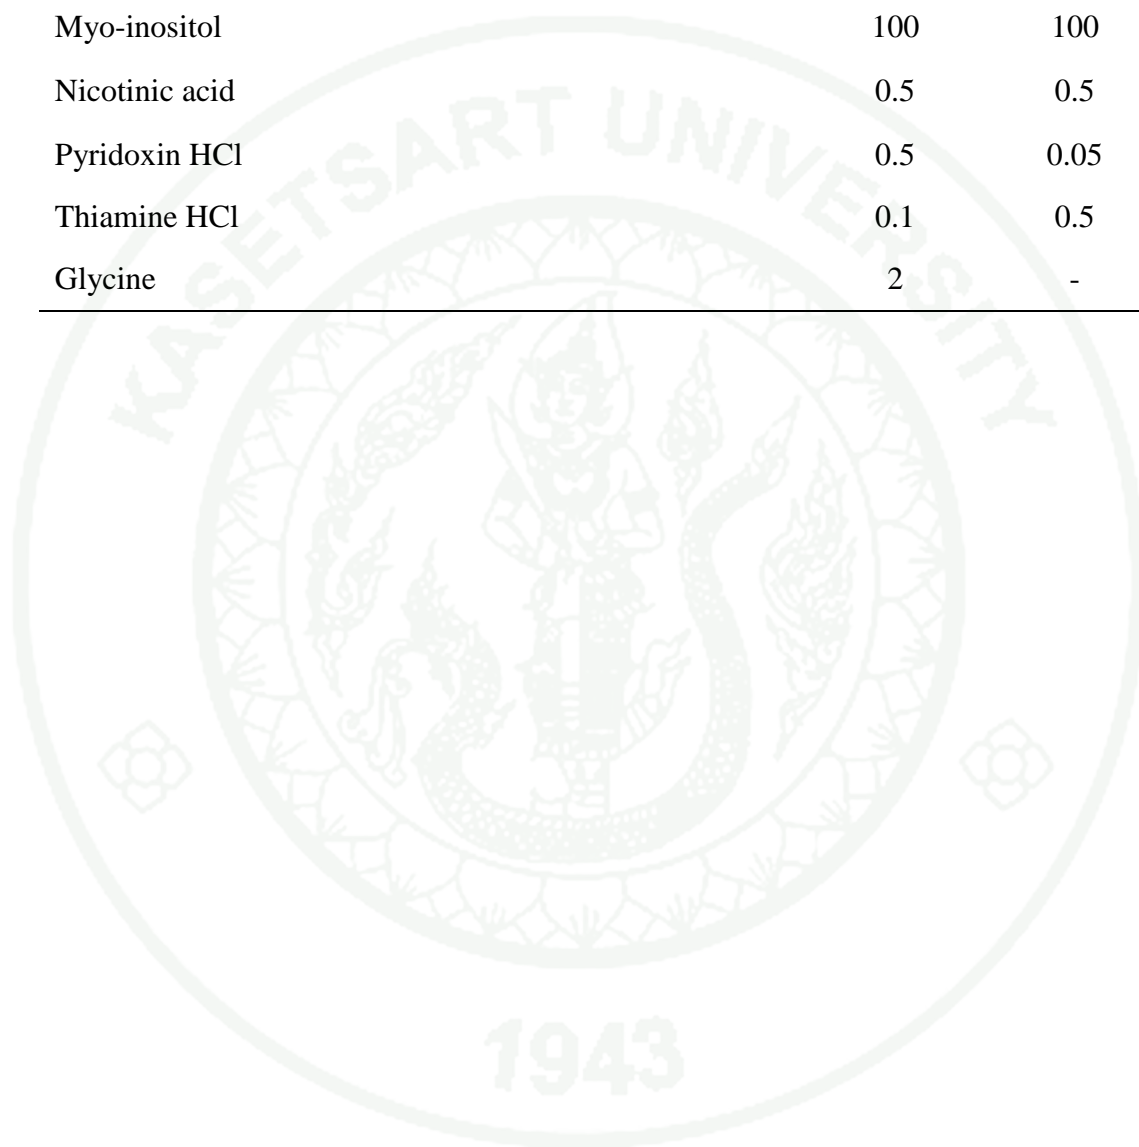 Myo-inositol 100 100
Nicotinic acid 0.5 0.5
Pyridoxin HCl 0.5 0.05
Thiamine HCl 0.1 0.5
Glycine 2 -
KASETSART UNIVERSITY
1943